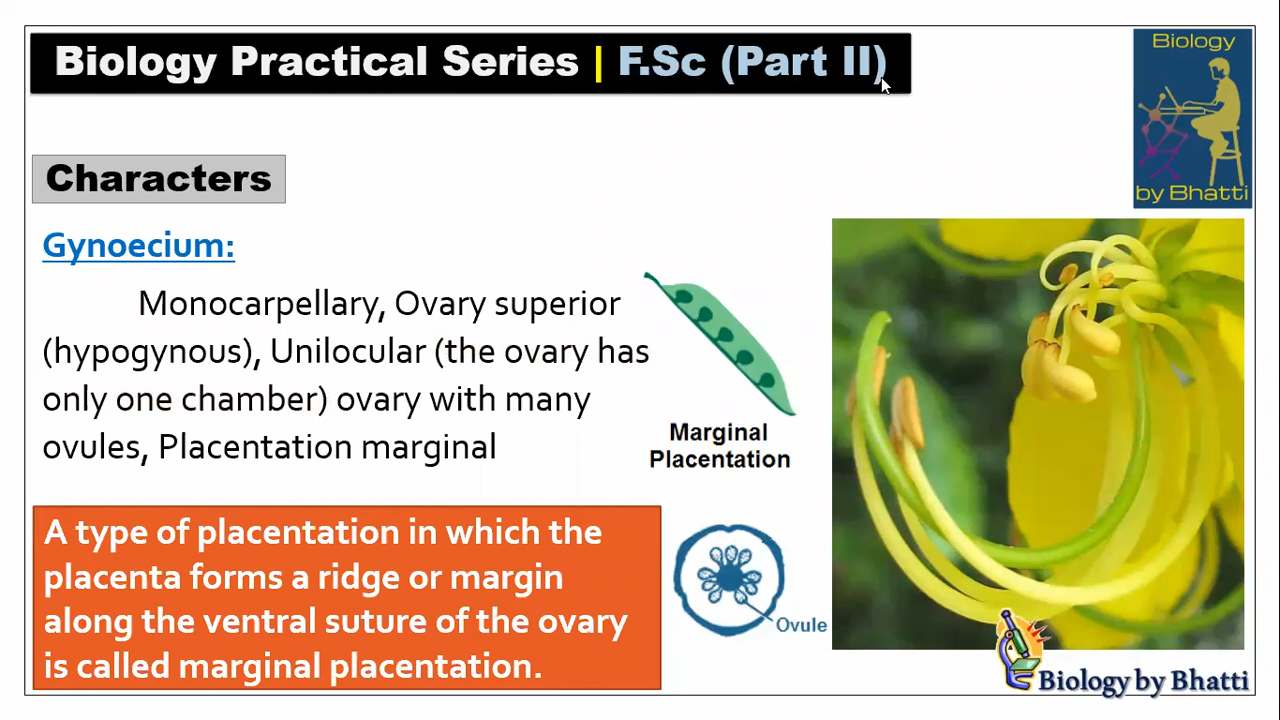 Biology Practical Series | F.Sc (Part II)
Biology
by Bhatti
Characters
Gynoecium:
Monocarpellary, Ovary superior
(hypogynous), Unilocular (the ovary has
only one chamber) ovary with many
ovules, Placentation marginal
Marginal
Placentation
A type of placentation in which the
placenta forms a ridge or margin
along the ventral suture of the ovary
is called marginal placentation.
Ovule
Biology by Bhatti